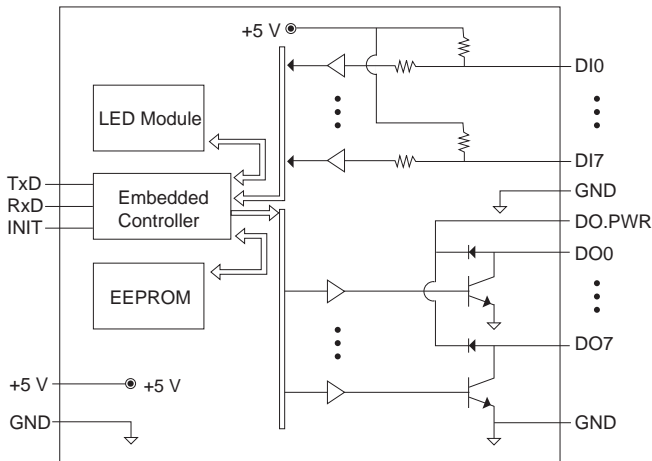 +5 V
DI0
LED Module
DI7
TxD
RxD
INIT
Embedded
Controller
GND
DO.PWR
DO0
EEPROM
DO7
+5 V
+5 V
GND
GND